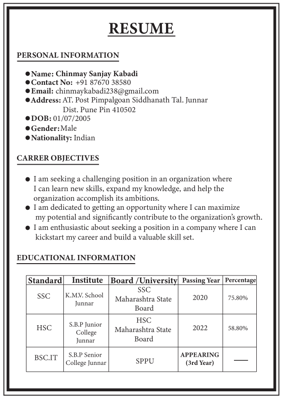 RESUME
PERSONAL INFORMATION
● Name: Chinmay Sanjay Kabadi
● Contact No: +91 87670 38580
● Email: chinmaykabadi238@gmail.com
● Address: AT. Post Pimpalgoan Siddhanath Tal. Junnar
Dist. Pune Pin 410502
● DOB: 01/07/2005
● Gender: Male
● Nationality: Indian
CARRER OBJECTIVES
● I am seeking a challenging position in an organization where
I can learn new skills, expand my knowledge, and help the
organization accomplish its ambitions.
● I am dedicated to getting an opportunity where I can maximize
my potential and significantly contribute to the organization's growth.
● I am enthusiastic about seeking a position in a company where I can
kickstart my career and build a valuable skill set.
EDUCATIONAL INFORMATION
Standard Institute Board /University Passing Year Percentage
SSC K.M.V. School Junnar SSC Maharashtra State Board 2020 75.80%
HSC S.B.P Junior College Junnar HSC Maharashtra State Board 2022 58.80%
BSC.IT S.B.P Senior College Junnar SPPU APPEARING (3rd Year) —